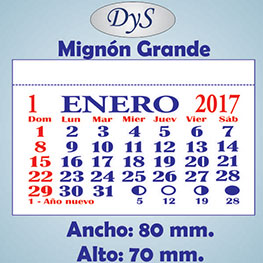 DyS
Mignón Grande
1 ENERO 2017
Dom Lun Mar Mier Juev Vier Sáb
1 2 3 4 5 6 7
8 9 10 11 12 13 14
15 16 17 18 19 20 21
22 23 24 25 26 27 28
29 30 31
1 - Año nuevo 5 12 19 28
Ancho: 80 mm.
Alto: 70 mm.